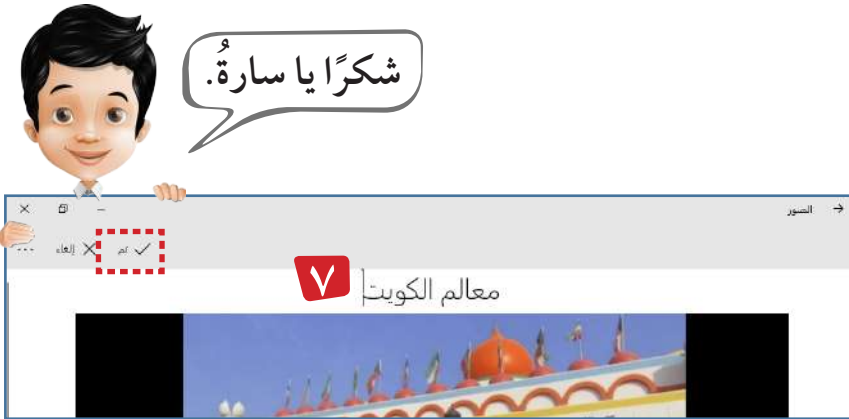 شكرًا يا سارةُ.
الصور
تم
إلغاء
٧
معالم الكويت